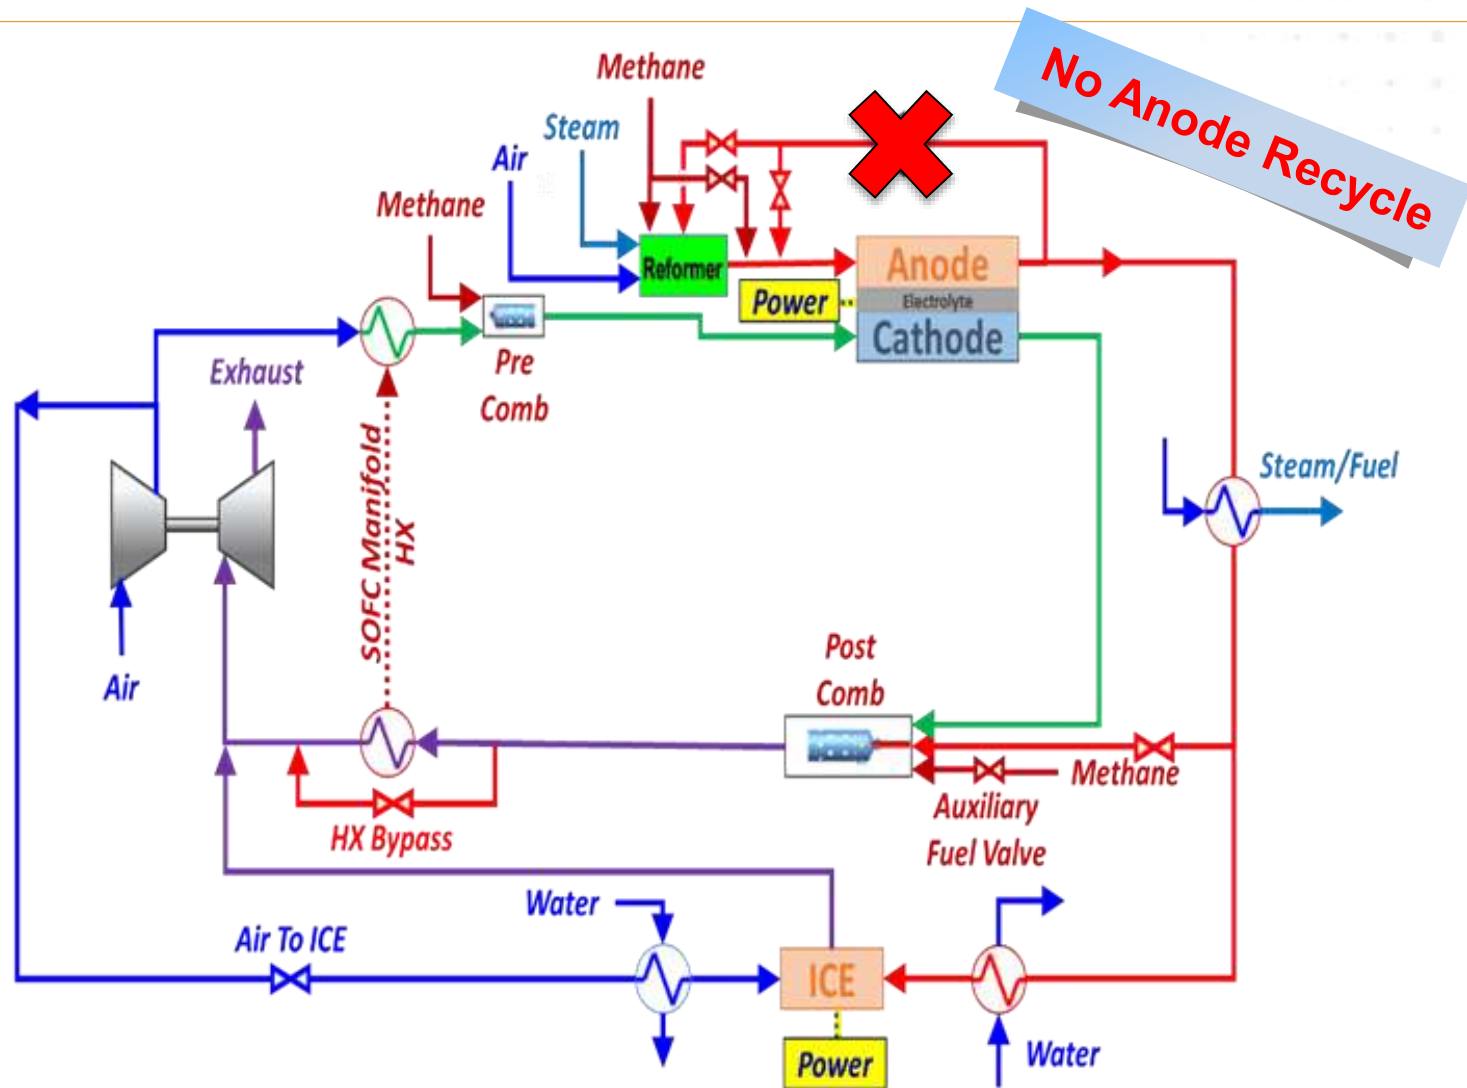 No Anode Recycle
Methane
Steam
Air
Methane
Reformer
Anode
Electrolyte
Cathode
Power
Pre
Comb
Exhaust
SOFC Manifold
HX
Steam/Fuel
Air
Post
Comb
Methane
Auxiliary
Fuel Valve
HX Bypass
Water
Air To ICE
ICE
Power
Water